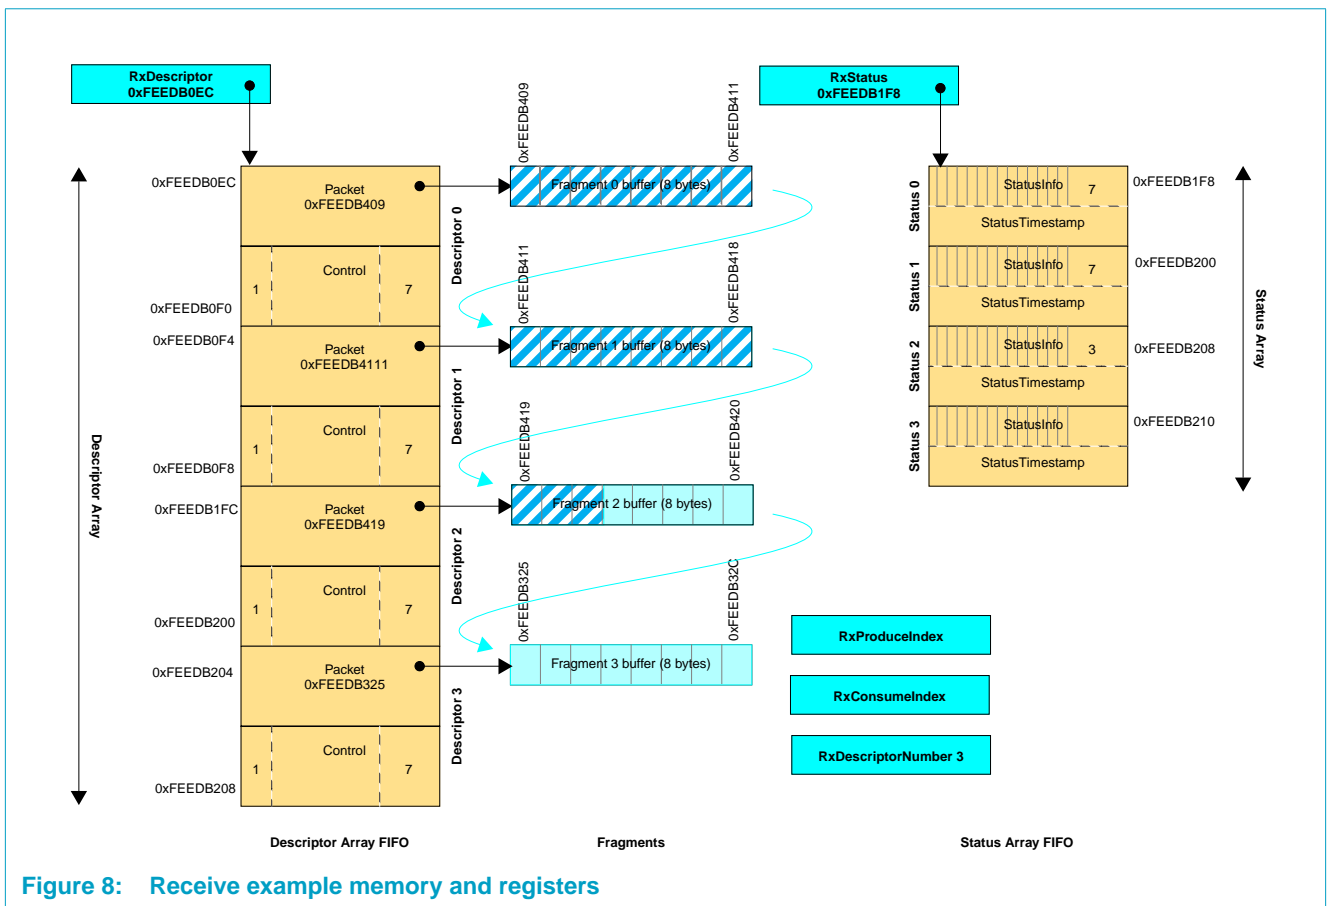 RxDescriptor
0xFEEDB0EC
RxStatus
0xFEEDB1F8
0xFEEDB409
0xFEEDB411
0xFEEDB0EC
Packet
0xFEEDB409
Fragment 0 buffer (8 bytes)
Descriptor 0
Control
1
7
0xFEEDB0F0
0xFEEDB411
0xFEEDB418
0xFEEDB0F4
Packet
0xFEEDB4111
Fragment 1 buffer (8 bytes)
Descriptor 1
Control
1
7
0xFEEDB0F8
0xFEEDB419
0xFEEDB420
0xFEEDB1FC
Packet
0xFEEDB419
Fragment 2 buffer (8 bytes)
Descriptor 2
Control
1
7
0xFEEDB200
0xFEEDB325
0xFEEDB32C
0xFEEDB204
Packet
0xFEEDB325
Fragment 3 buffer (8 bytes)
Descriptor 3
Control
1
7
0xFEEDB208
Descriptor Array
Status 0
StatusInfo
7
0xFEEDB1F8
StatusTimestamp
Status 1
StatusInfo
7
0xFEEDB200
StatusTimestamp
Status 2
StatusInfo
3
0xFEEDB208
StatusTimestamp
Status 3
StatusInfo
0xFEEDB210
StatusTimestamp
Status Array
RxProduceIndex
RxConsumeIndex
RxDescriptorNumber 3
Descriptor Array FIFO
Fragments
Status Array FIFO
Figure 8: Receive example memory and registers